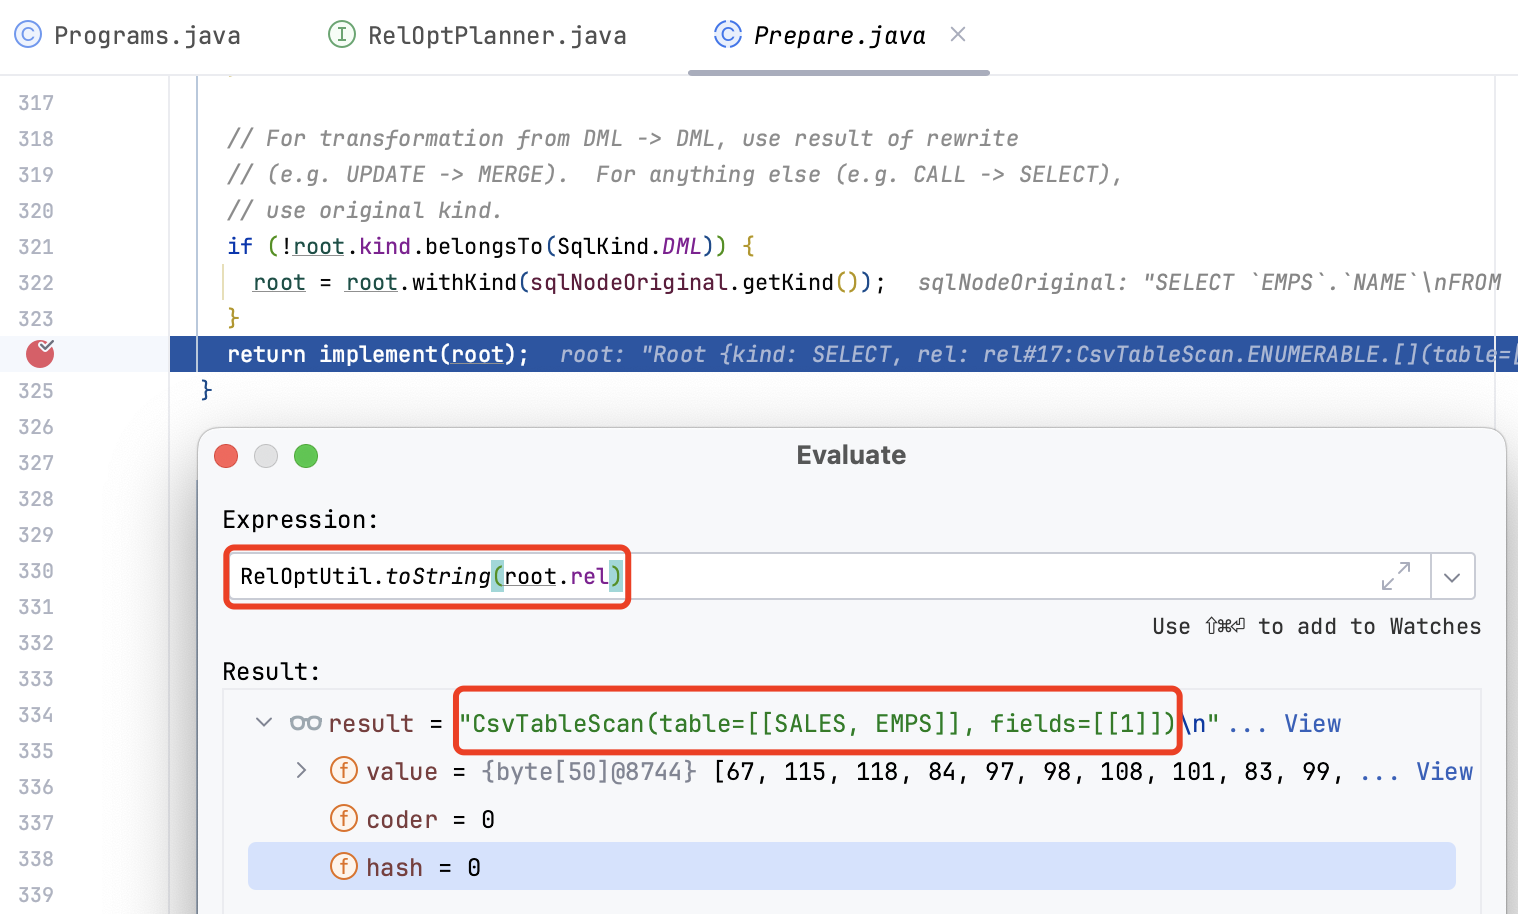 Programs.java RelOptPlanner.java Prepare.java
317
318 // For transformation from DML -> DML, use result of rewrite
319 // (e.g. UPDATE -> MERGE).  For anything else (e.g. CALL -> SELECT),
320 // use original kind.
321 if (!root.kind.belongsTo(SqlKind.DML)) {
322 root = root.withKind(sqlNodeOriginal.getKind()); sqlNodeOriginal: "SELECT `EMPS`.`NAME`\nFROM
323 }
return implement(root); root: "Root {kind: SELECT, rel: rel#17:CsvTableScan.ENUMERABLE.[](table=[
325 }
326
327 Evaluate
328
329 Expression:
330
331 RelOptUtil.toString(root.rel)
332 Use ⇧⌘⏎ to add to Watches
333 Result:
334
335 result = "CsvTableScan(table=[[SALES, EMPS]], fields=[[1]])\n" ... View
336 f value = {byte[50]@8744} [67, 115, 118, 84, 97, 98, 108, 101, 83, 99, ... View
337 f coder = 0
338 f hash = 0
339